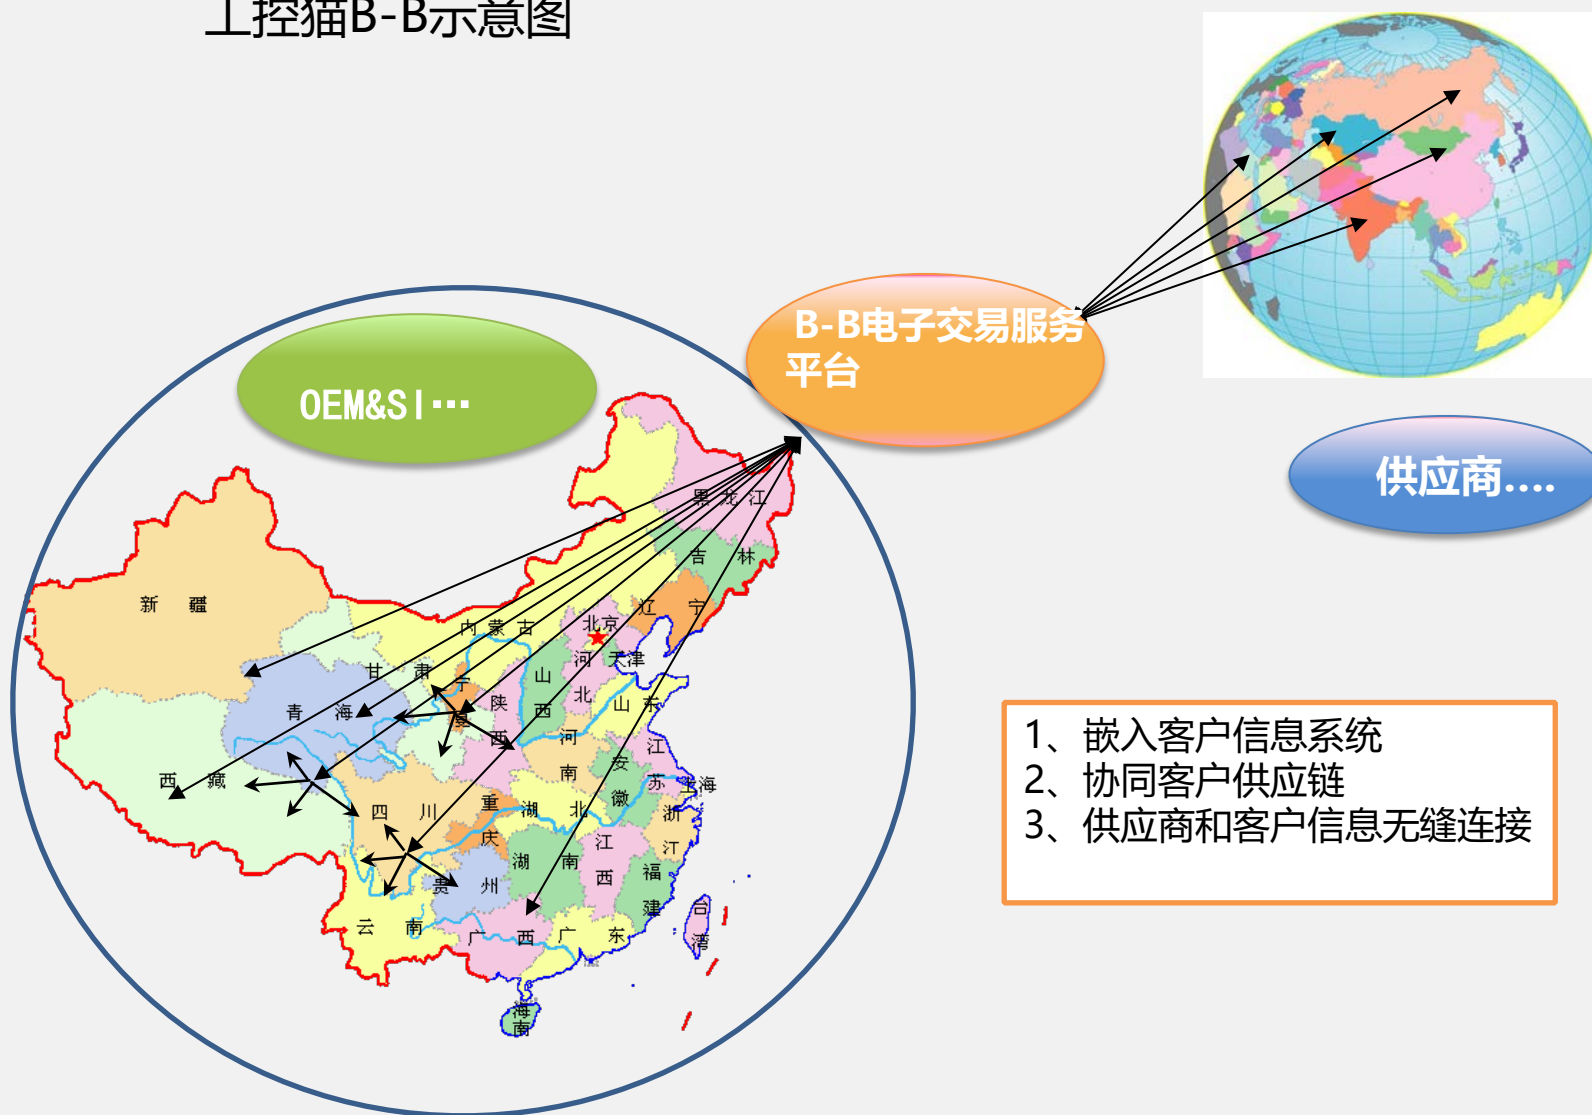 工控猫B-B示意图
B-B电子交易服务
平台
OEM&SI…
供应商....
黑龙江
吉林
辽宁
新疆
内蒙古
北京
天津
河北
甘肃
宁夏
山西
陕西
山东
青海
河南
江苏
安徽
上海
西藏
四川
重庆
湖北
浙江
湖南
江西
福建
贵州
云南
广西
广东
台湾
海南
1、嵌入客户信息系统
2、协同客户供应链
3、供应商和客户信息无缝连接